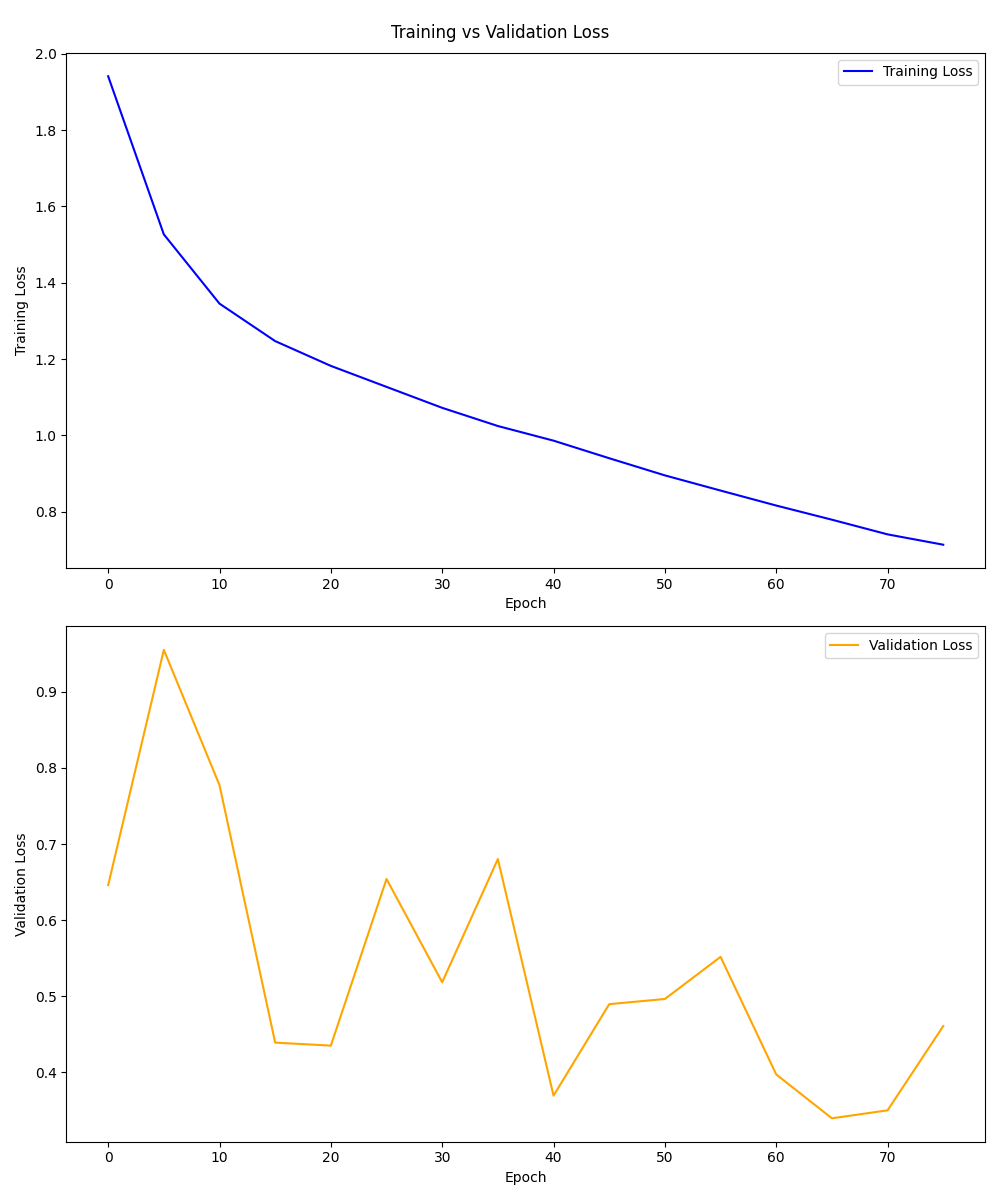 Training vs Validation Loss
2.0
1.8
1.6
1.4
1.2
1.0
0.8
Training Loss
Training Loss
0 10 20 30 40 50 60 70
Epoch
0.9
0.8
0.7
0.6
0.5
0.4
Validation Loss
Validation Loss
0 10 20 30 40 50 60 70
Epoch